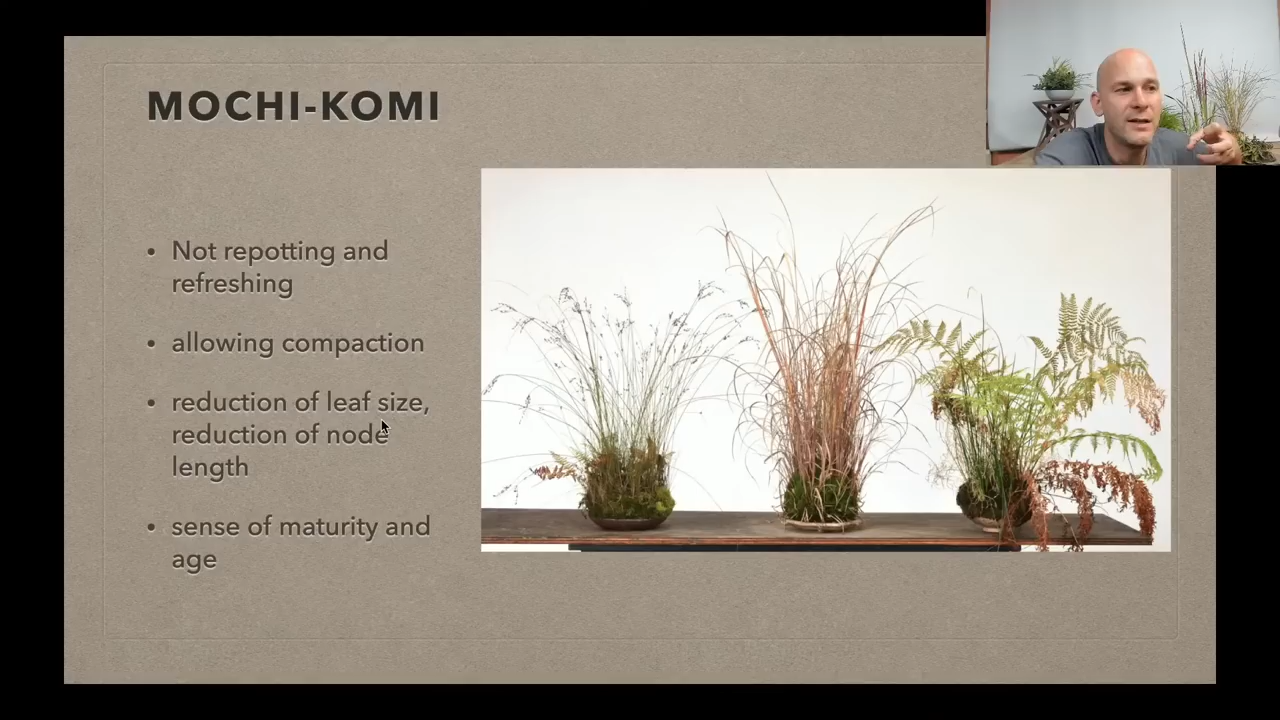 MOCHI-KOMI
• Not repotting and
refreshing
• allowing compaction
• reduction of leaf size,
reduction of node
length
• sense of maturity and
age